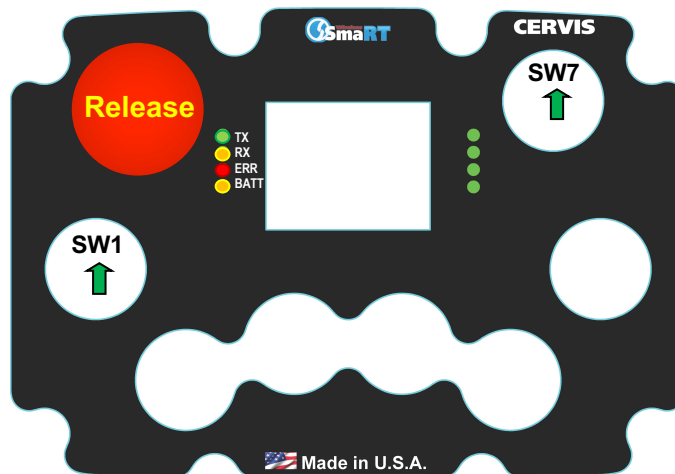 SmaRT
CERVIS
SW7
Release
TX
RX
ERR
BATT
SW1
Made in U.S.A.